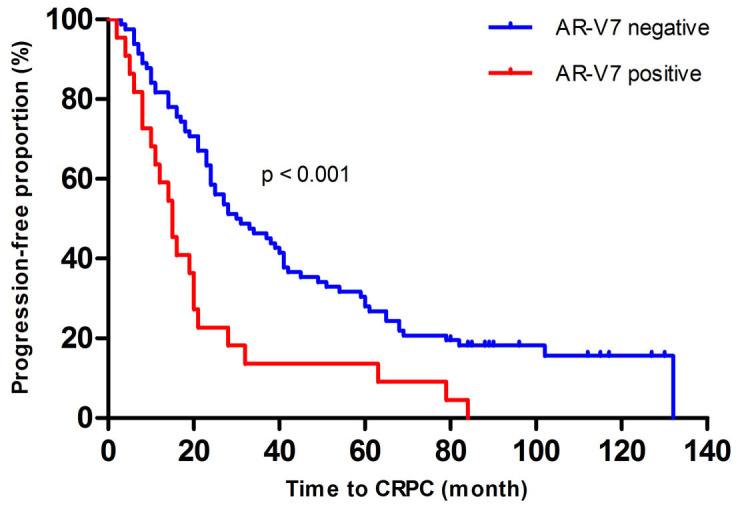 AR-V7 negative
AR-V7 positive
p < 0.001
Progression-free proportion (%)
100
80
60
40
20
0
0 20 40 60 80 100 120 140
Time to CRPC (month)